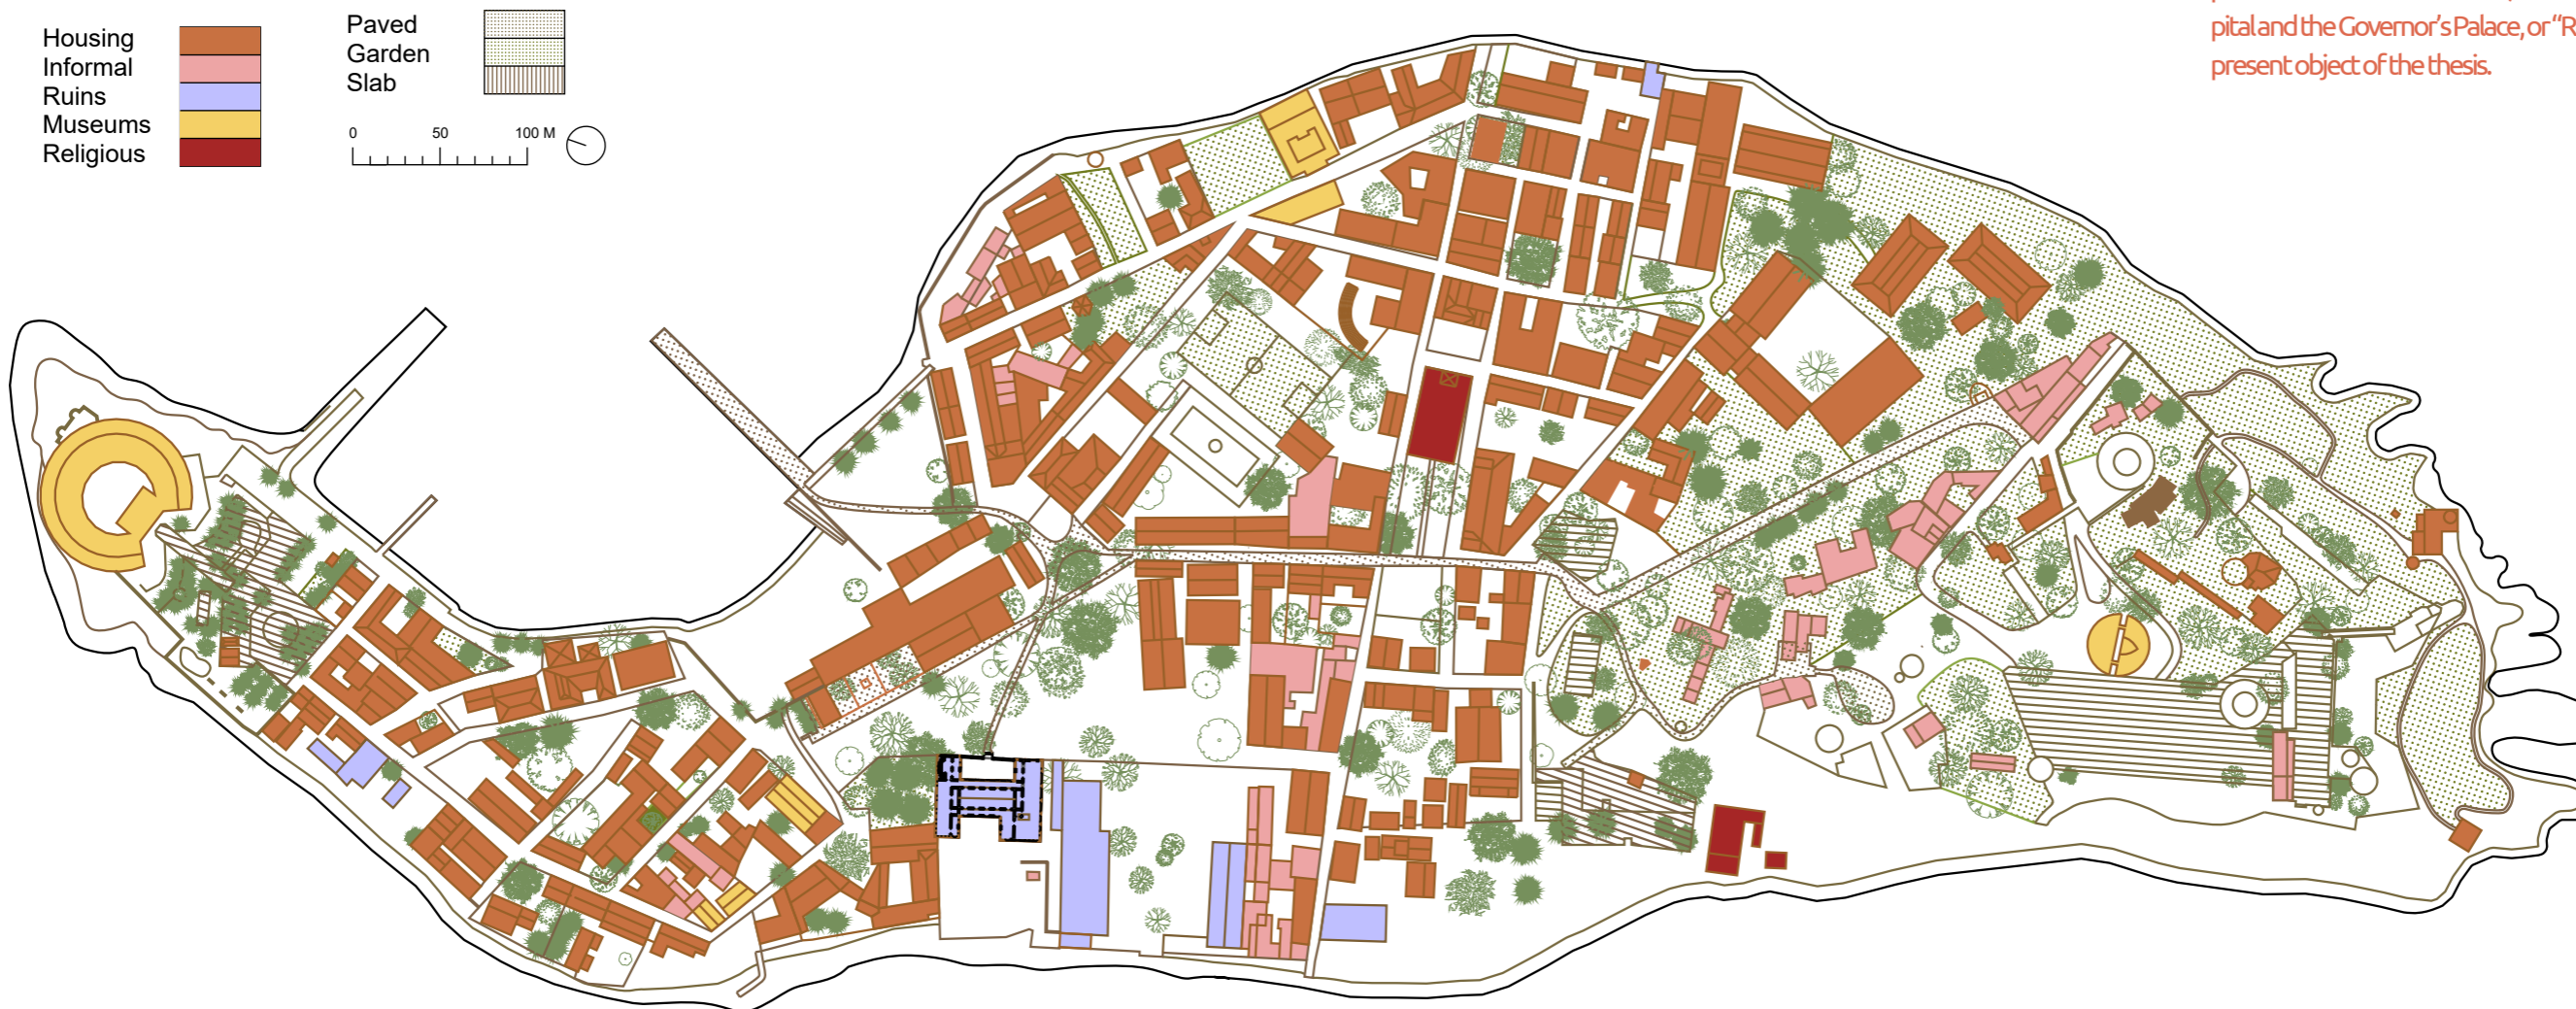 Housing
Informal
Ruins
Museums
Religious
Paved
Garden
Slab
0 50 100 M
pital and the Governor's Palace, or “R
present object of the thesis.